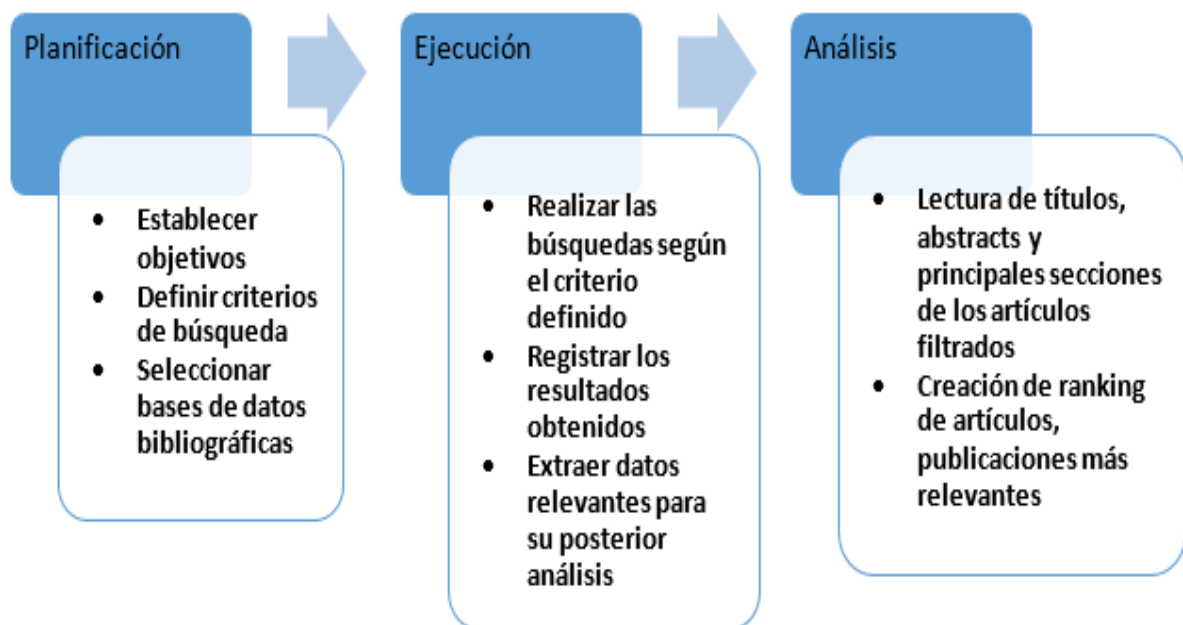 Planificación
• Establecer
objetivos
• Definir criterios
de búsqueda
• Seleccionar
bases de datos
bibliográficas
Ejecución
• Realizar las
búsquedas según
el criterio
definido
• Registrar los
resultados
obtenidos
• Extraer datos
relevantes para
su posterior
análisis
Análisis
• Lectura de títulos,
abstracts y
principales secciones
de los artículos
filtrados
• Creación de ranking
de artículos,
publicaciones más
relevantes